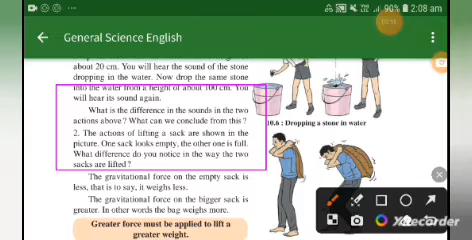 90% 2:08 am
02:15
General Science English
about 20 cm. You will hear the sound of the stone
dropping in the water. Now drop the same stone
into the water from a height of about 100 cm. You
will hear its sound again.
What is the difference in the sounds in the two
actions above? What can we conclude from this ?
2. The actions of lifting a sack are shown in the
picture. One sack looks empty, the other one is full.
What difference do you notice in the way the two
sacks are lifted ?
The gravitational force on the empty sack is
less, that is to say, it weighs less.
The gravitational force on the bigger sack is
greater. In other words the bag weighs more.
Greater force must be applied to lift a
greater weight.
10.6 : Dropping a stone in water
XRecorder